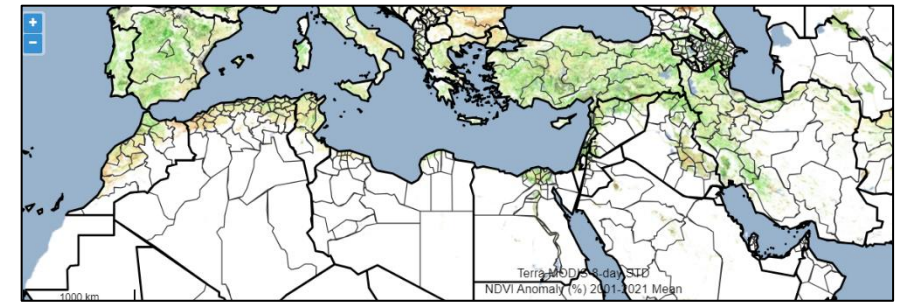 +
−
Terra MODIS 8-day STD
NDVI Anomaly (%) 2001-2021 Mean
1000 km